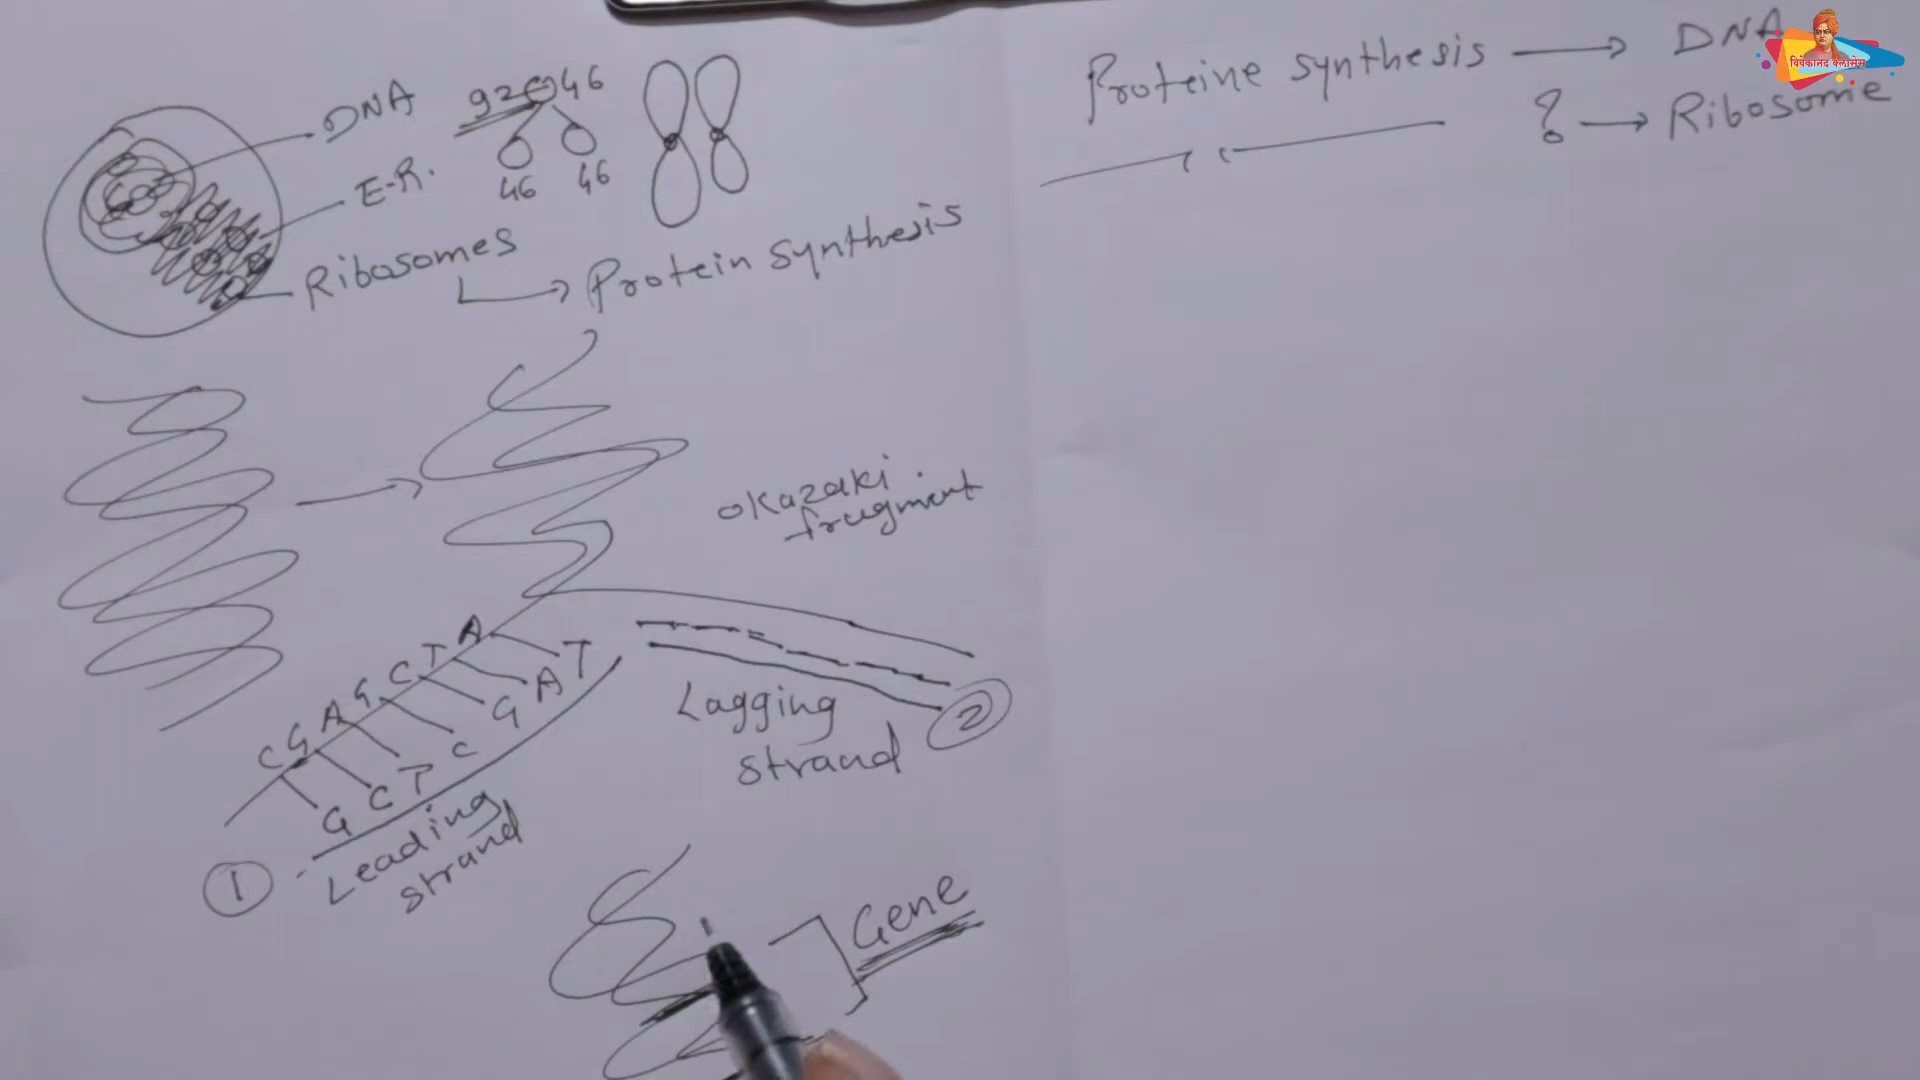 DNA
92 46
46 46
E.R.
Ribosomes
Protein synthesis
okazaki
fragment
A T C G A G C
T A G C T C G
Leading
strand
1
Lagging
strand
2
Gene
Proteine synthesis → DNA
? → Ribosome
विवेकानंद क्लासेस